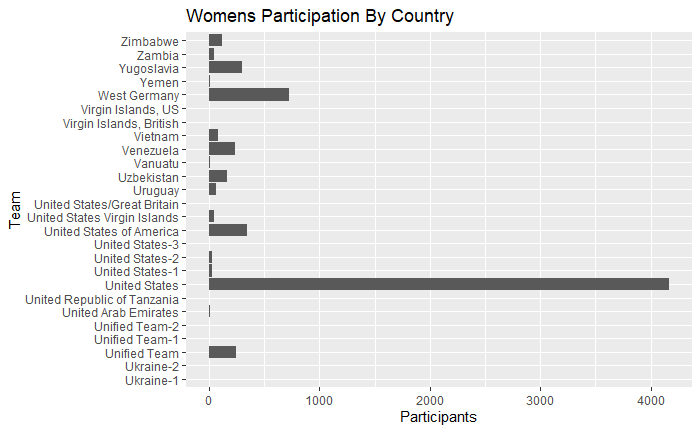 Womens Participation By Country
Zimbabwe
Zambia
Yugoslavia
Yemen
West Germany
Virgin Islands, US
Virgin Islands, British
Vietnam
Venezuela
Vanuatu
Uzbekistan
Uruguay
United States/Great Britain
United States Virgin Islands
United States of America
United States-3
United States-2
United States-1
United States
United Republic of Tanzania
United Arab Emirates
Unified Team-2
Unified Team-1
Unified Team
Ukraine-2
Ukraine-1
Team
0 1000 2000 3000 4000
Participants